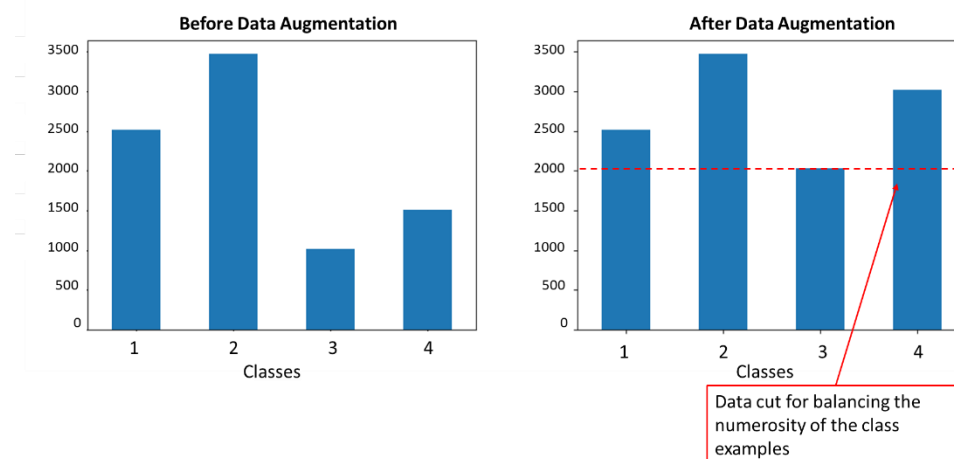 Before Data Augmentation
3500
3000
2500
2000
1500
1000
500
0
1 2 3 4
Classes
After Data Augmentation
3500
3000
2500
2000
1500
1000
500
0
1 2 3 4
Classes
Data cut for balancing the
numerosity of the class
examples